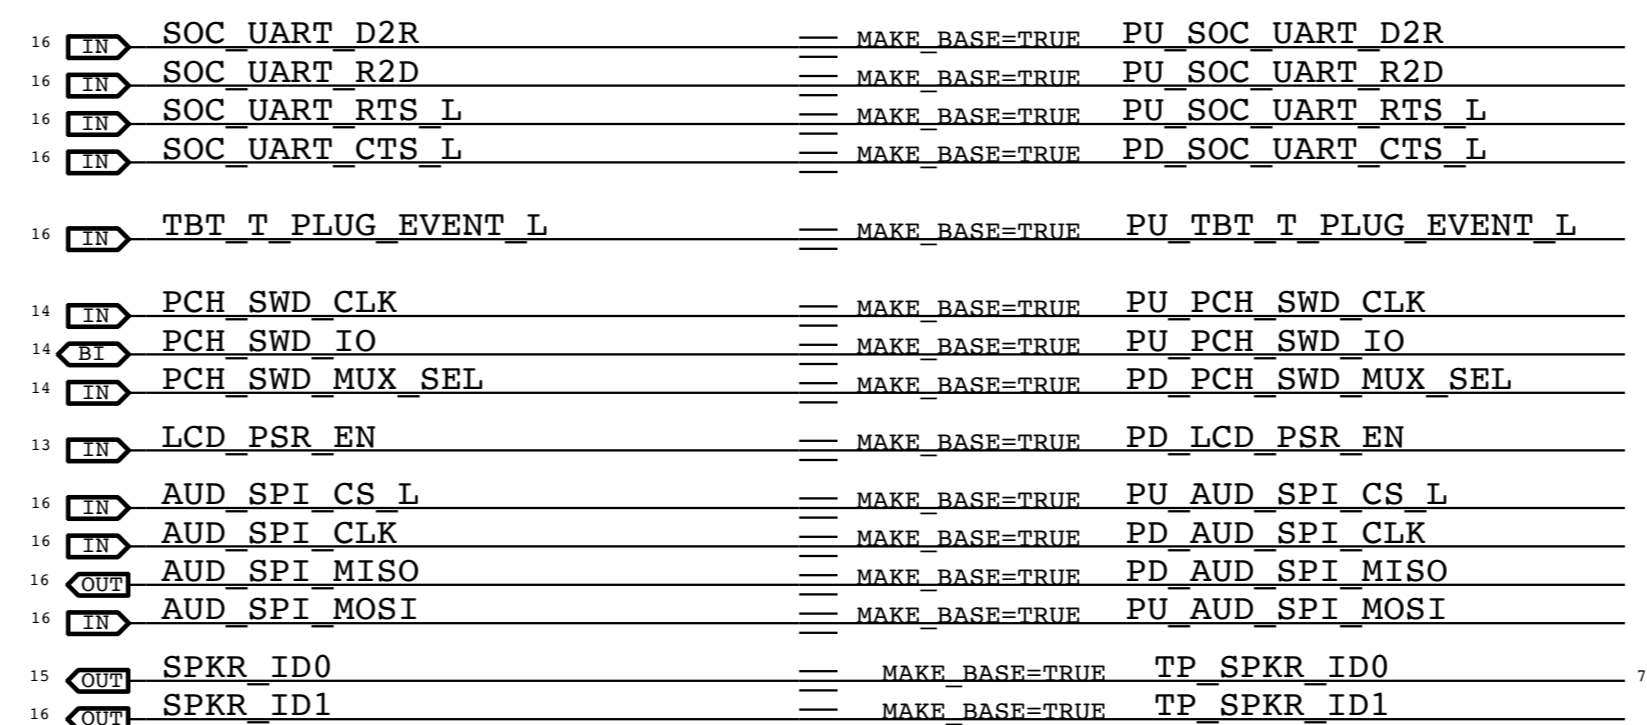 16 IN SOC_UART_D2R MAKE_BASE=TRUE PU_SOC_UART_D2R
16 IN SOC_UART_R2D MAKE_BASE=TRUE PU_SOC_UART_R2D
16 IN SOC_UART_RTS_L MAKE_BASE=TRUE PU_SOC_UART_RTS_L
16 IN SOC_UART_CTS_L MAKE_BASE=TRUE PD_SOC_UART_CTS_L
16 IN TBT_T_PLUG_EVENT_L MAKE_BASE=TRUE PU_TBT_T_PLUG_EVENT_L
14 IN PCH_SWD_CLK MAKE_BASE=TRUE PU_PCH_SWD_CLK
14 BI PCH_SWD_IO MAKE_BASE=TRUE PU_PCH_SWD_IO
14 IN PCH_SWD_MUX_SEL MAKE_BASE=TRUE PD_PCH_SWD_MUX_SEL
13 IN LCD_PSR_EN MAKE_BASE=TRUE PD_LCD_PSR_EN
16 IN AUD_SPI_CS_L MAKE_BASE=TRUE PU_AUD_SPI_CS_L
16 IN AUD_SPI_CLK MAKE_BASE=TRUE PD_AUD_SPI_CLK
16 OUT AUD_SPI_MISO MAKE_BASE=TRUE PD_AUD_SPI_MISO
16 IN AUD_SPI_MOSI MAKE_BASE=TRUE PU_AUD_SPI_MOSI
15 OUT SPKR_ID0 MAKE_BASE=TRUE TP_SPKR_ID0 7
16 OUT SPKR_ID1 MAKE_BASE=TRUE TP_SPKR_ID1